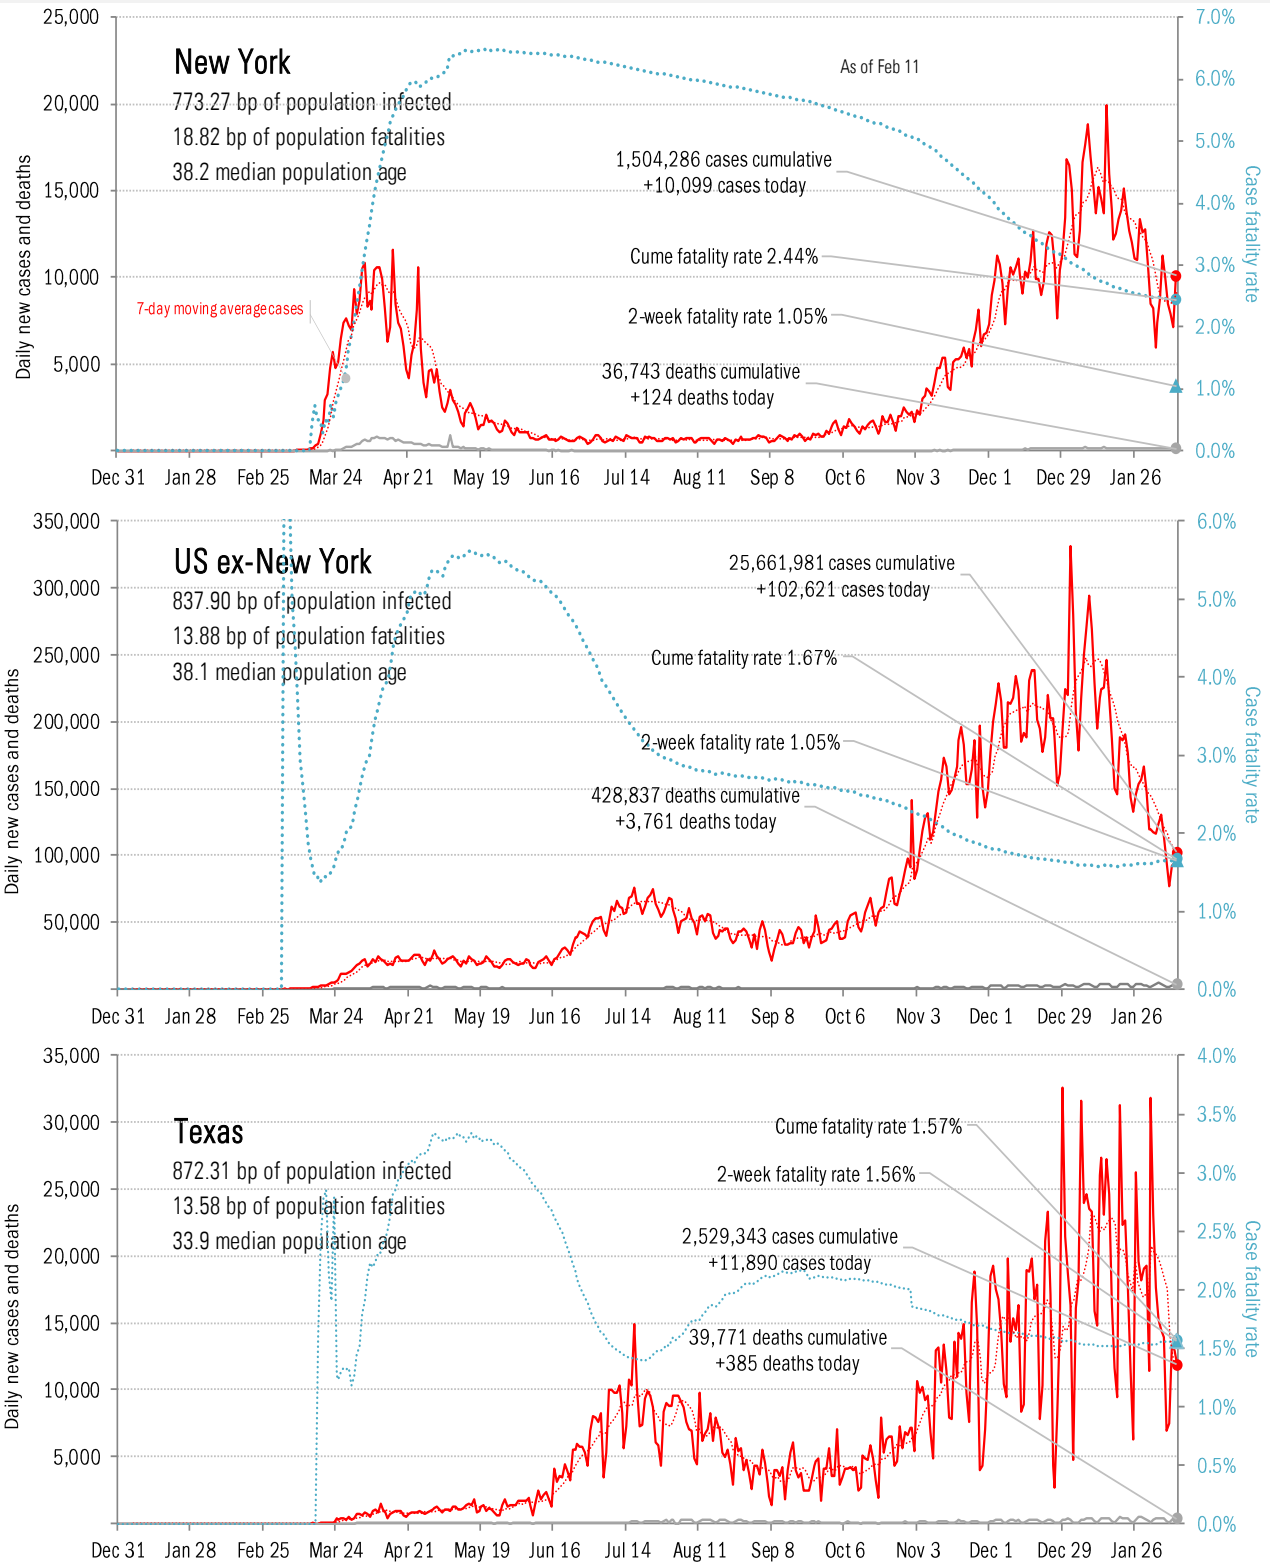 25,000
7.0%
New York
As of Feb 11
773.27 bp of population infected
6.0%
20,000
18.82 bp of population fatalities
5.0%
38.2 median population age
1,504,286 cases cumulative
+10,099 cases today
15,000
4.0%
Cume fatality rate 2.44%
3.0%
10,000
7-day moving average cases
2-week fatality rate 1.05%
2.0%
5,000
36,743 deaths cumulative
+124 deaths today
1.0%
0.0%
Daily new cases and deaths
Case fatality rate
Dec 31 Jan 28 Feb 25 Mar 24 Apr 21 May 19 Jun 16 Jul 14 Aug 11 Sep 8 Oct 6 Nov 3 Dec 1 Dec 29 Jan 26
350,000
6.0%
US ex-New York
25,661,981 cases cumulative
+102,621 cases today
300,000
837.90 bp of population infected
5.0%
13.88 bp of population fatalities
250,000
38.1 median population age
Cume fatality rate 1.67%
4.0%
200,000
2-week fatality rate 1.05%
3.0%
150,000
428,837 deaths cumulative
+3,761 deaths today
2.0%
100,000
1.0%
50,000
0.0%
Daily new cases and deaths
Case fatality rate
Dec 31 Jan 28 Feb 25 Mar 24 Apr 21 May 19 Jun 16 Jul 14 Aug 11 Sep 8 Oct 6 Nov 3 Dec 1 Dec 29 Jan 26
35,000
4.0%
Texas
Cume fatality rate 1.57%
30,000
3.5%
872.31 bp of population infected
2-week fatality rate 1.56%
3.0%
25,000
13.58 bp of population fatalities
2.5%
33.9 median population age
2,529,343 cases cumulative
+11,890 cases today
20,000
2.0%
15,000
39,771 deaths cumulative
+385 deaths today
1.5%
10,000
1.0%
5,000
0.5%
0.0%
Daily new cases and deaths
Case fatality rate
Dec 31 Jan 28 Feb 25 Mar 24 Apr 21 May 19 Jun 16 Jul 14 Aug 11 Sep 8 Oct 6 Nov 3 Dec 1 Dec 29 Jan 26